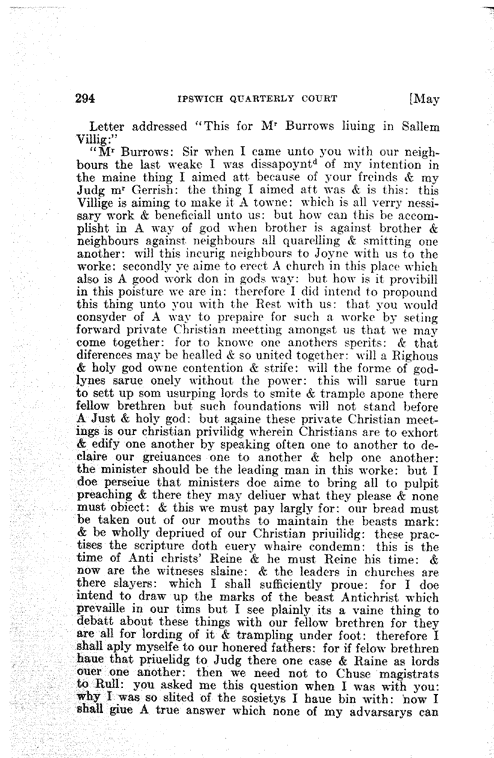 294 IPSWICH QUARTERLY COURT [May
Letter addressed "This for Mʳ Burrows liuing in Sallem
Villig:"
"Mʳ Burrows: Sir when I came unto you with our neigh-
bours the last weake I was dissapoyntᵈ of my intention in
the maine thing I aimed att because of your freinds & my
Judg mʳ Gerrish: the thing I aimed att was & is this: this
Villige is aiming to make it A towne: which is all verry nessi-
sary work & beneficiall unto us: but how can this be accom-
plisht in A way of god when brother is against brother &
neighbours against neighbours all quarelling & smitting one
another: will this incurig neighbours to Joyne with us to the
worke: secondly ye aime to erect A church in this place which
also is A good work don in gods way: but how is it provibill
in this poisture we are in: therefore I did intend to propound
this thing unto you with the Rest with us: that you would
consyder of A way to prepaire for such a worke by seting
forward private Christian meetting amongst us that we may
come together: for to knowe one anothers sperits: & that
diferences may be healled & so united together: will a Righous
& holy god owne contention & strife: will the forme of god-
lynes sarue onely without the power: this will sarue turn
to sett up som usurping lords to smite & trample apone there
fellow brethren but such foundations will not stand before
A Just & holy god: but againe these private Christian meet-
ings is our christian privilidg wherein Christians are to exhort
& edify one another by speaking often one to another to de-
claire our greiuances one to another & help one another:
the minister should be the leading man in this worke: but I
doe perseiue that ministers doe aime to bring all to pulpit
preaching & there they may deliuer what they please & none
must obiect: & this we must pay largly for: our bread must
be taken out of our mouths to maintain the beasts mark:
& be wholly depriued of our Christian priuilidg: these prac-
tises the scripture doth euery whaire condemn: this is the
time of Anti christs' Reine & he must Reine his time: &
now are the witneses slaine: & the leaders in churches are
there slayers: which I shall sufficiently proue: for I doe
intend to draw up the marks of the beast Antichrist which
prevaille in our tims but I see plainly its a vaine thing to
debatt about these things with our fellow brethren for they
are all for lording of it & trampling under foot: therefore I
shall aply myselfe to our honered fathers: for if felow brethren
haue that priuelidg to Judg there one case & Raine as lords
ouer one another: then we need not to Chuse magistrats
to Rull: you asked me this question when I was with you:
why I was so slited of the sosietys I haue bin with: now I
shall giue A true answer which none of my advarsarys can